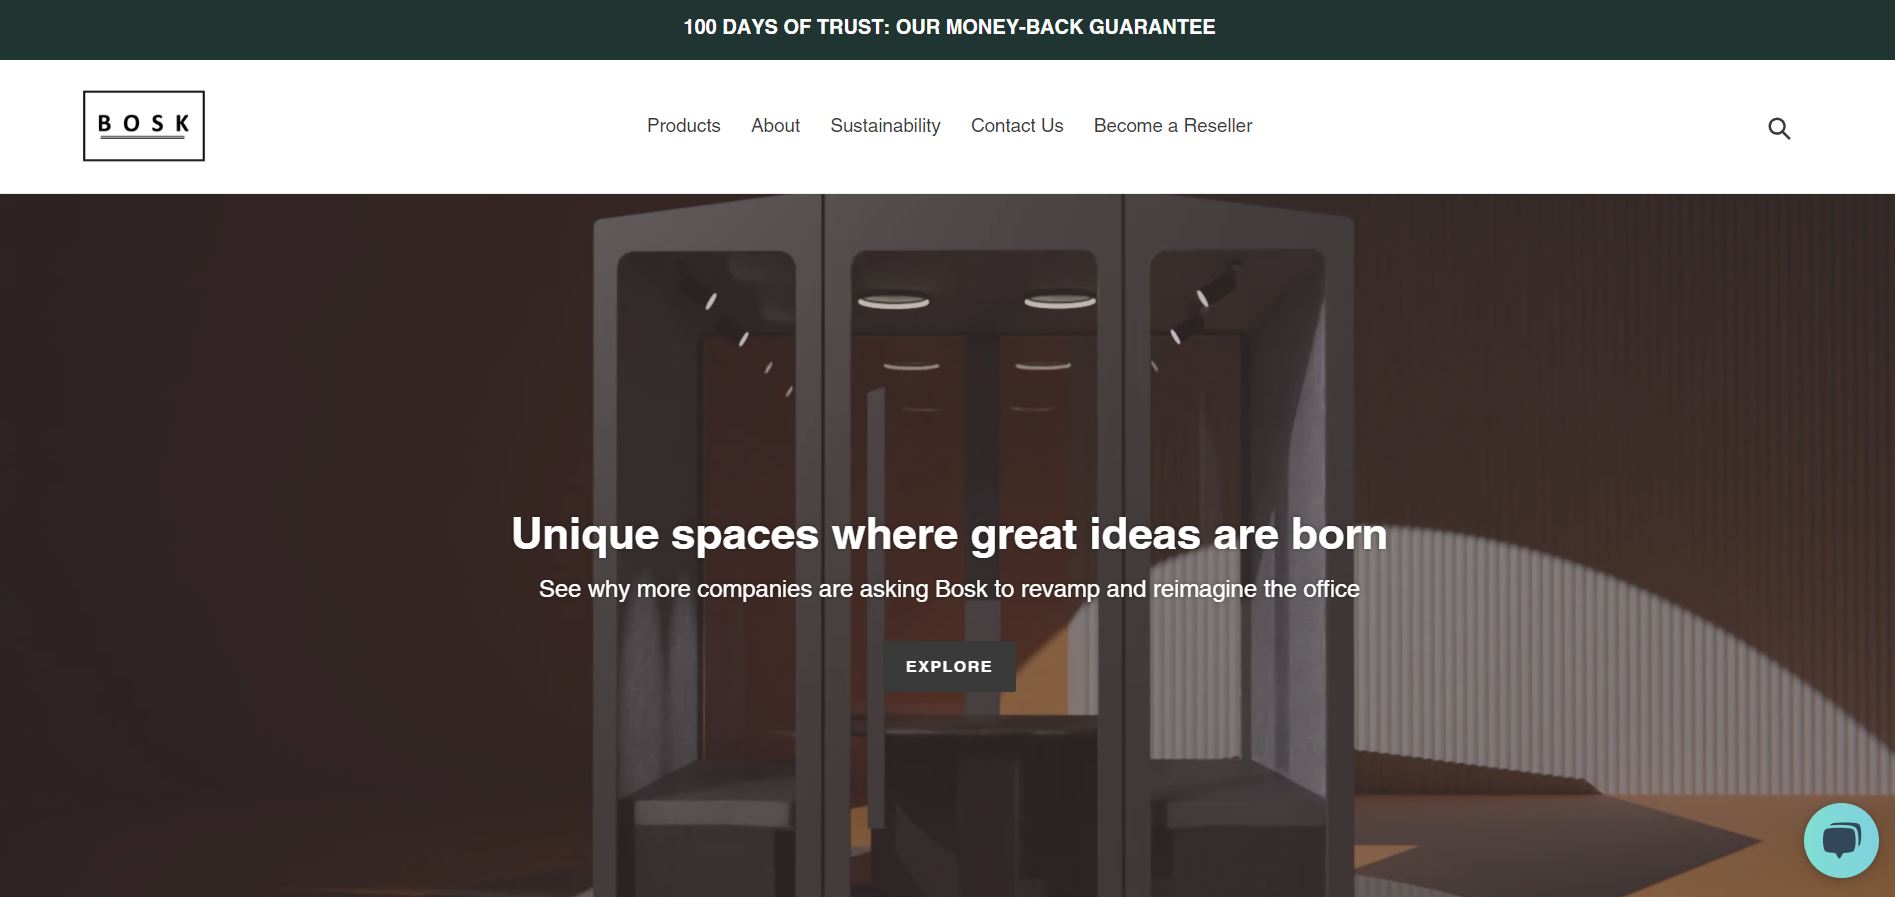 100 DAYS OF TRUST: OUR MONEY-BACK GUARANTEE
BOSK
Products About Sustainability Contact Us Become a Reseller
Unique spaces where great ideas are born
See why more companies are asking Bosk to revamp and reimagine the office
EXPLORE